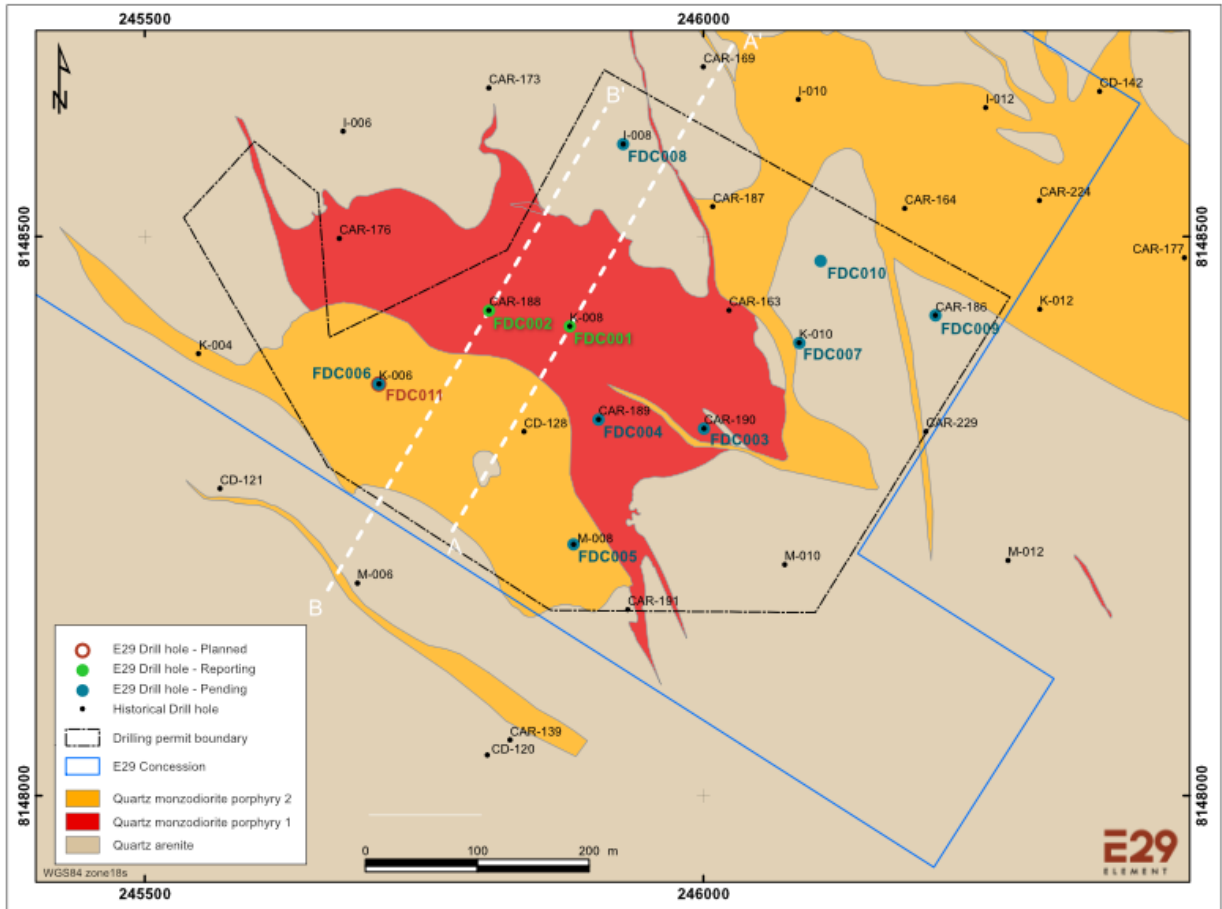 245500
246000
A'
CAR-169
CAR-173
CD-142
N
B'
I-010
I-012
I-006
I-008
FDC008
CAR-187
CAR-164
CAR-224
8148500
CAR-176
8148500
CAR-177
FDC010
CAR-188
FDC002
K-008
FDC001
CAR-163
CAR-186
FDC009
K-012
K-004
K-010
FDC007
FDC006
K-006
FDC011
CAR-189
FDC004
CAR-190
FDC003
CD-128
CAR-229
CD-121
A
M-008
FDC005
M-010
M-012
M-006
B
CAR-191
E29 Drill hole - Planned
E29 Drill hole - Reporting
E29 Drill hole - Pending
Historical Drill hole
Drilling permit boundary
E29 Concession
Quartz monzodiorite porphyry 2
Quartz monzodiorite porphyry 1
Quartz arenite
WGS84 zone18s
CAR-139
CD-120
8148000
8148000
0 100 200 m
E29
ELEMENT
245500
246000